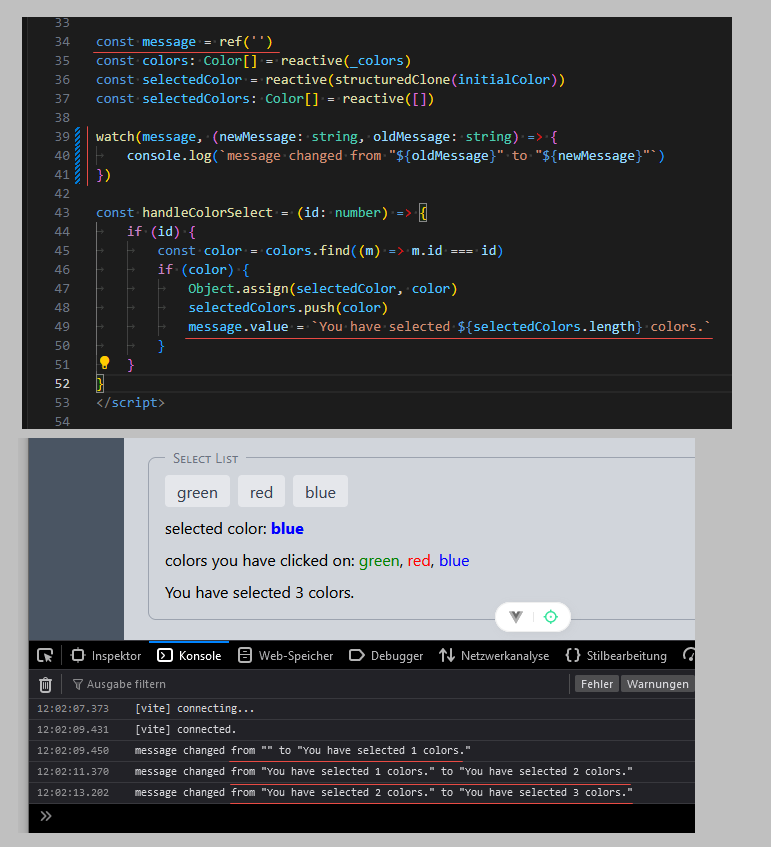 33
34 const message = ref('')
35 const colors: Color[] = reactive(_colors)
36 const selectedColor = reactive(structuredClone(initialColor))
37 const selectedColors: Color[] = reactive([])
38
39 watch(message, (newMessage: string, oldMessage: string) => {
40 console.log(`message changed from "${oldMessage}" to "${newMessage}"`)
41 })
42
43 const handleColorSelect = (id: number) => {
44 if (id) {
45 const color = colors.find((m) => m.id === id)
46 if (color) {
47 Object.assign(selectedColor, color)
48 selectedColors.push(color)
49 message.value = `You have selected ${selectedColors.length} colors.`
50 }
51 }
52 }
53 </script>
54
Select List
green red blue
selected color: blue
colors you have clicked on: green, red, blue
You have selected 3 colors.
Inspektor Konsole Web-Speicher Debugger Netzwerkanalyse Stilbearbeitung
Ausgabe filtern Fehler Warnungen
12:02:07.373 [vite] connecting...
12:02:09.431 [vite] connected.
12:02:09.450 message changed from "" to "You have selected 1 colors."
12:02:11.370 message changed from "You have selected 1 colors." to "You have selected 2 colors."
12:02:13.202 message changed from "You have selected 2 colors." to "You have selected 3 colors."